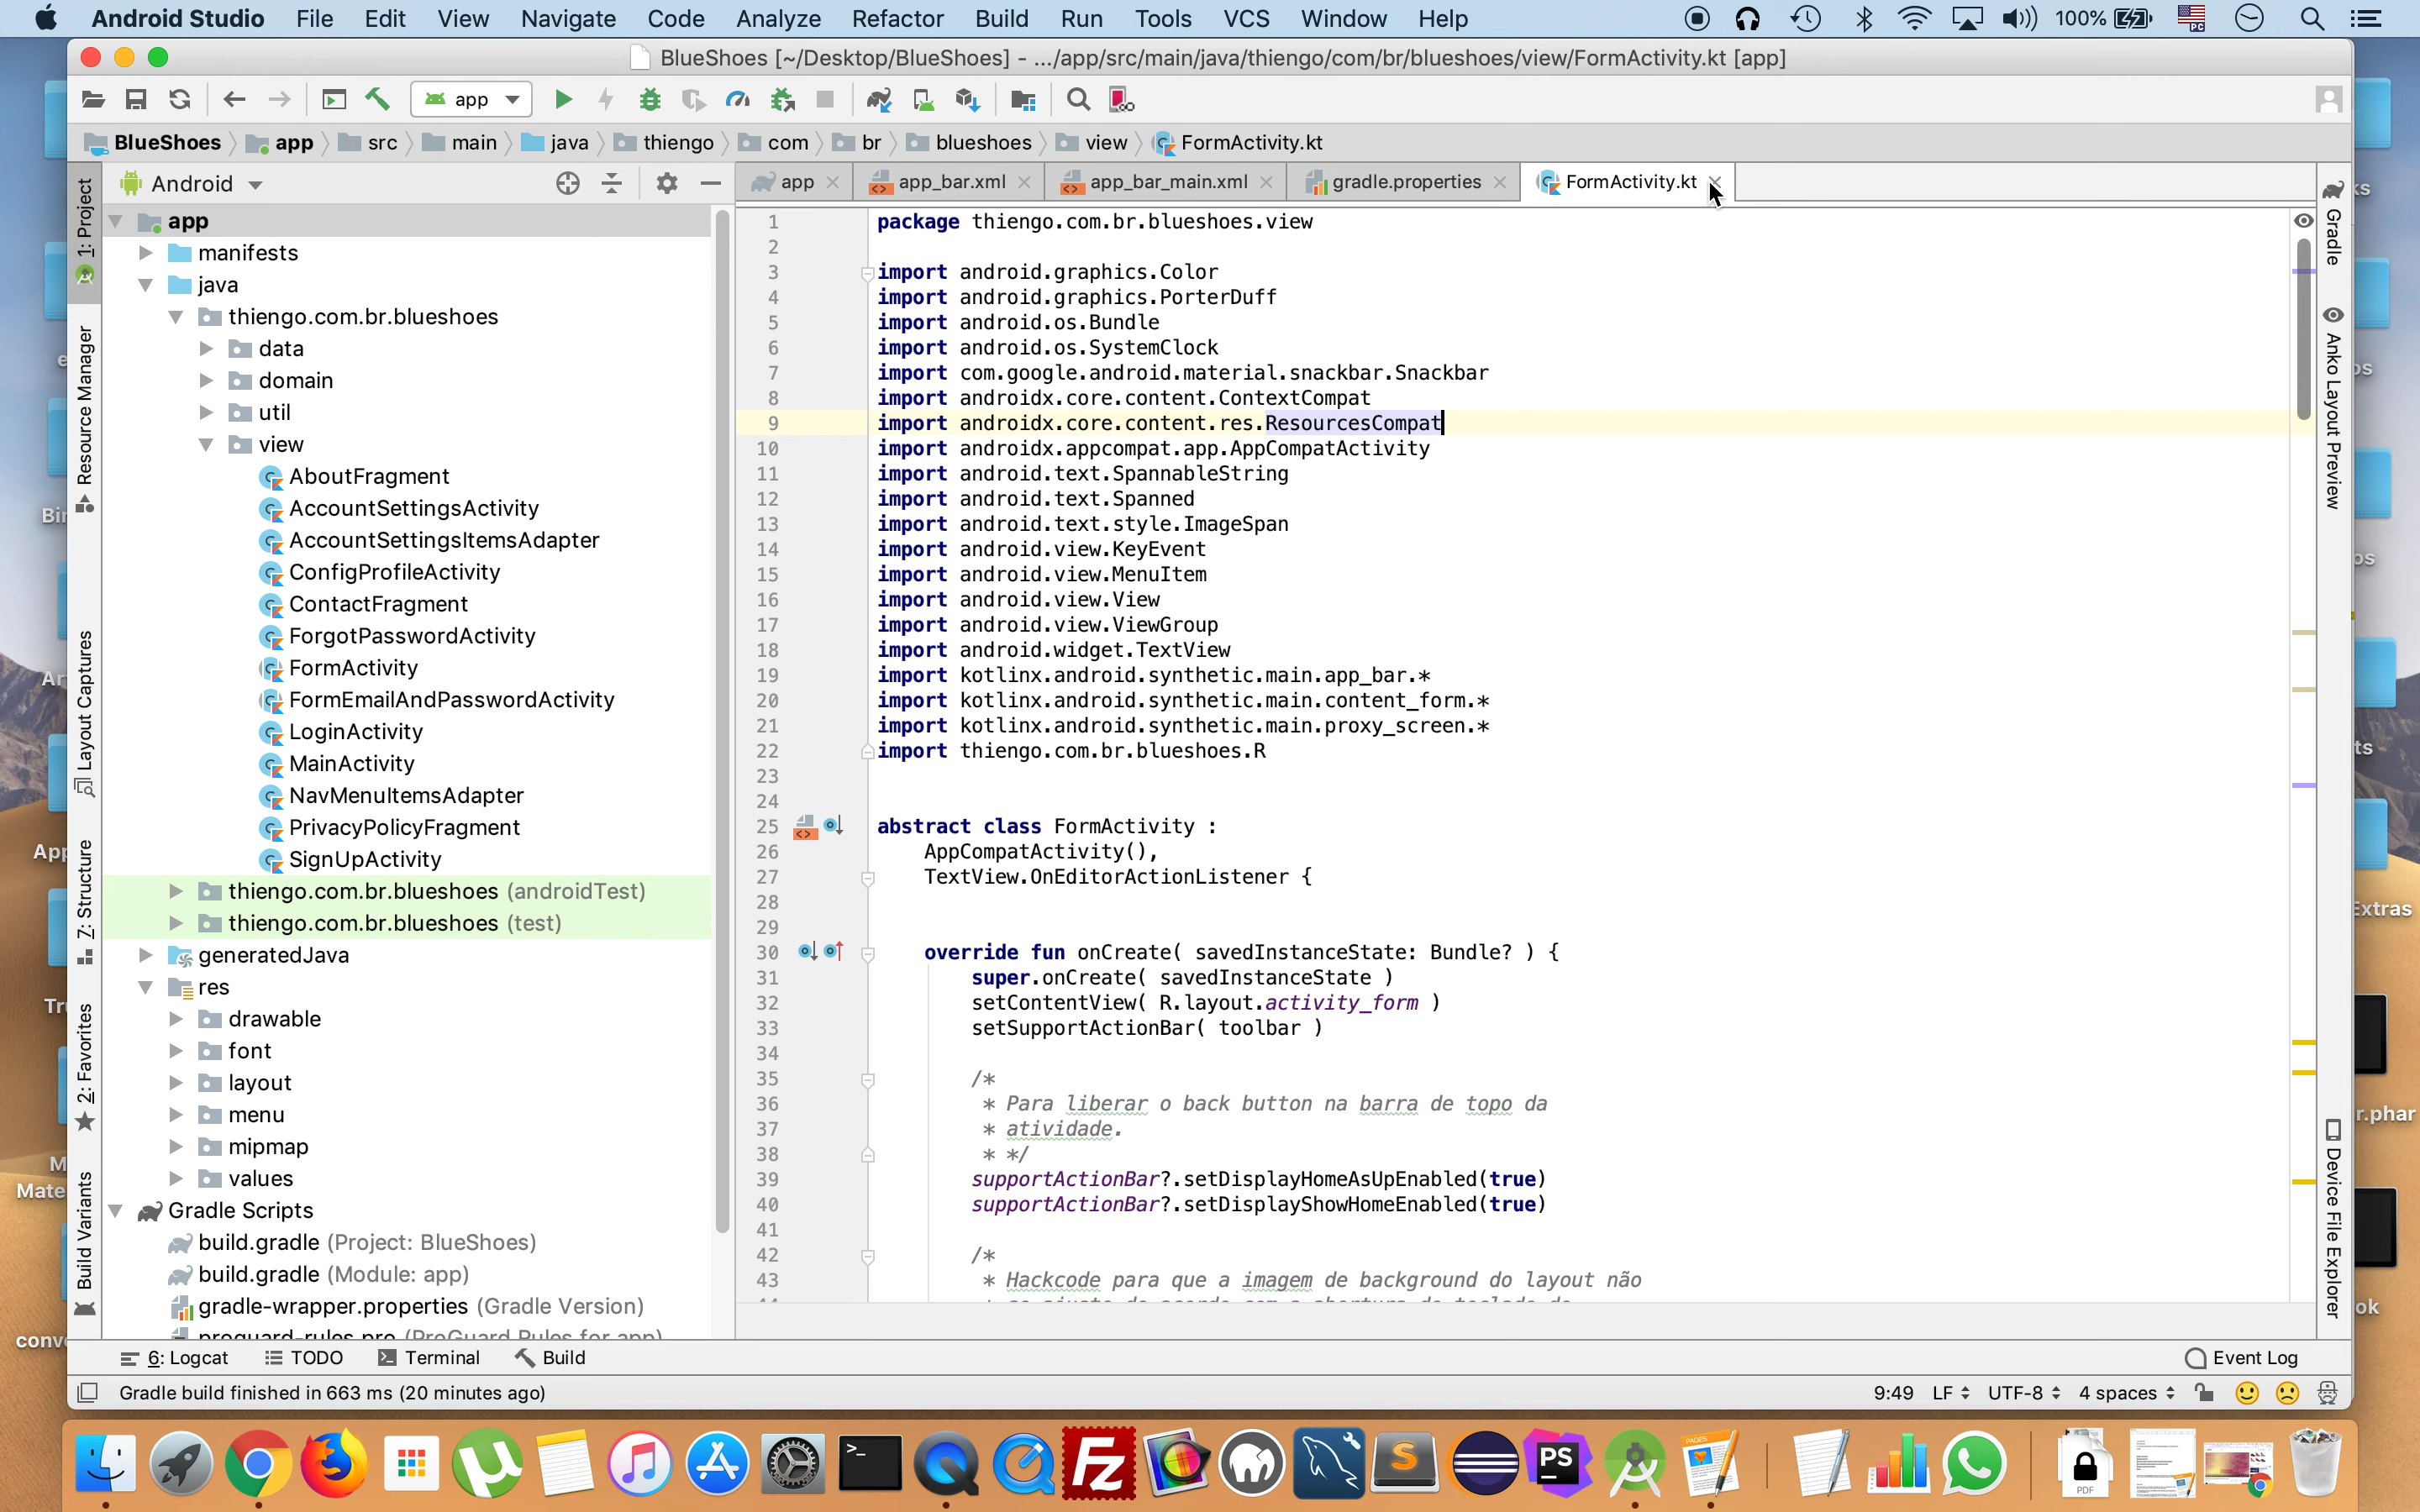 Android Studio File Edit View Navigate Code Analyze Refactor Build Run Tools VCS Window Help 100%
BlueShoes [~/Desktop/BlueShoes] - .../app/src/main/java/thiengo/com/br/blueshoes/view/FormActivity.kt [app]
app
BlueShoes app src main java thiengo com br blueshoes view FormActivity.kt
Android
app
manifests
java
thiengo.com.br.blueshoes
data
domain
util
view
AboutFragment
AccountSettingsActivity
AccountSettingsItemsAdapter
ConfigProfileActivity
ContactFragment
ForgotPasswordActivity
FormActivity
FormEmailAndPasswordActivity
LoginActivity
MainActivity
NavMenuItemsAdapter
PrivacyPolicyFragment
SignUpActivity
thiengo.com.br.blueshoes (androidTest)
thiengo.com.br.blueshoes (test)
generatedJava
res
drawable
font
layout
menu
mipmap
values
Gradle Scripts
build.gradle (Project: BlueShoes)
build.gradle (Module: app)
gradle-wrapper.properties (Gradle Version)
proguard-rules.pro (ProGuard Rules for app)
1: Project
Resource Manager
Layout Captures
7: Structure
2: Favorites
Build Variants
app app_bar.xml app_bar_main.xml gradle.properties FormActivity.kt
1 package thiengo.com.br.blueshoes.view
2
3 import android.graphics.Color
4 import android.graphics.PorterDuff
5 import android.os.Bundle
6 import android.os.SystemClock
7 import com.google.android.material.snackbar.Snackbar
8 import androidx.core.content.ContextCompat
9 import androidx.core.content.res.ResourcesCompat
10 import androidx.appcompat.app.AppCompatActivity
11 import android.text.SpannableString
12 import android.text.Spanned
13 import android.text.style.ImageSpan
14 import android.view.KeyEvent
15 import android.view.MenuItem
16 import android.view.View
17 import android.view.ViewGroup
18 import android.widget.TextView
19 import kotlinx.android.synthetic.main.app_bar.*
20 import kotlinx.android.synthetic.main.content_form.*
21 import kotlinx.android.synthetic.main.proxy_screen.*
22 import thiengo.com.br.blueshoes.R
23
24
25 abstract class FormActivity :
26 AppCompatActivity(),
27 TextView.OnEditorActionListener {
28
29
30 override fun onCreate( savedInstanceState: Bundle? ) {
31 super.onCreate( savedInstanceState )
32 setContentView( R.layout.activity_form )
33 setSupportActionBar( toolbar )
34
35 /*
36 * Para liberar o back button na barra de topo da
37 * atividade.
38 * */
39 supportActionBar?.setDisplayHomeAsUpEnabled(true)
40 supportActionBar?.setDisplayShowHomeEnabled(true)
41
42 /*
43 * Hackcode para que a imagem de background do layout não
Gradle
Anko Layout Preview
Device File Explorer
6: Logcat TODO Terminal Build Event Log
Gradle build finished in 663 ms (20 minutes ago) 9:49 LF UTF-8 4 spaces
Extras
r.phar
Mate
conv
PS
PDF
PAGES
Fz